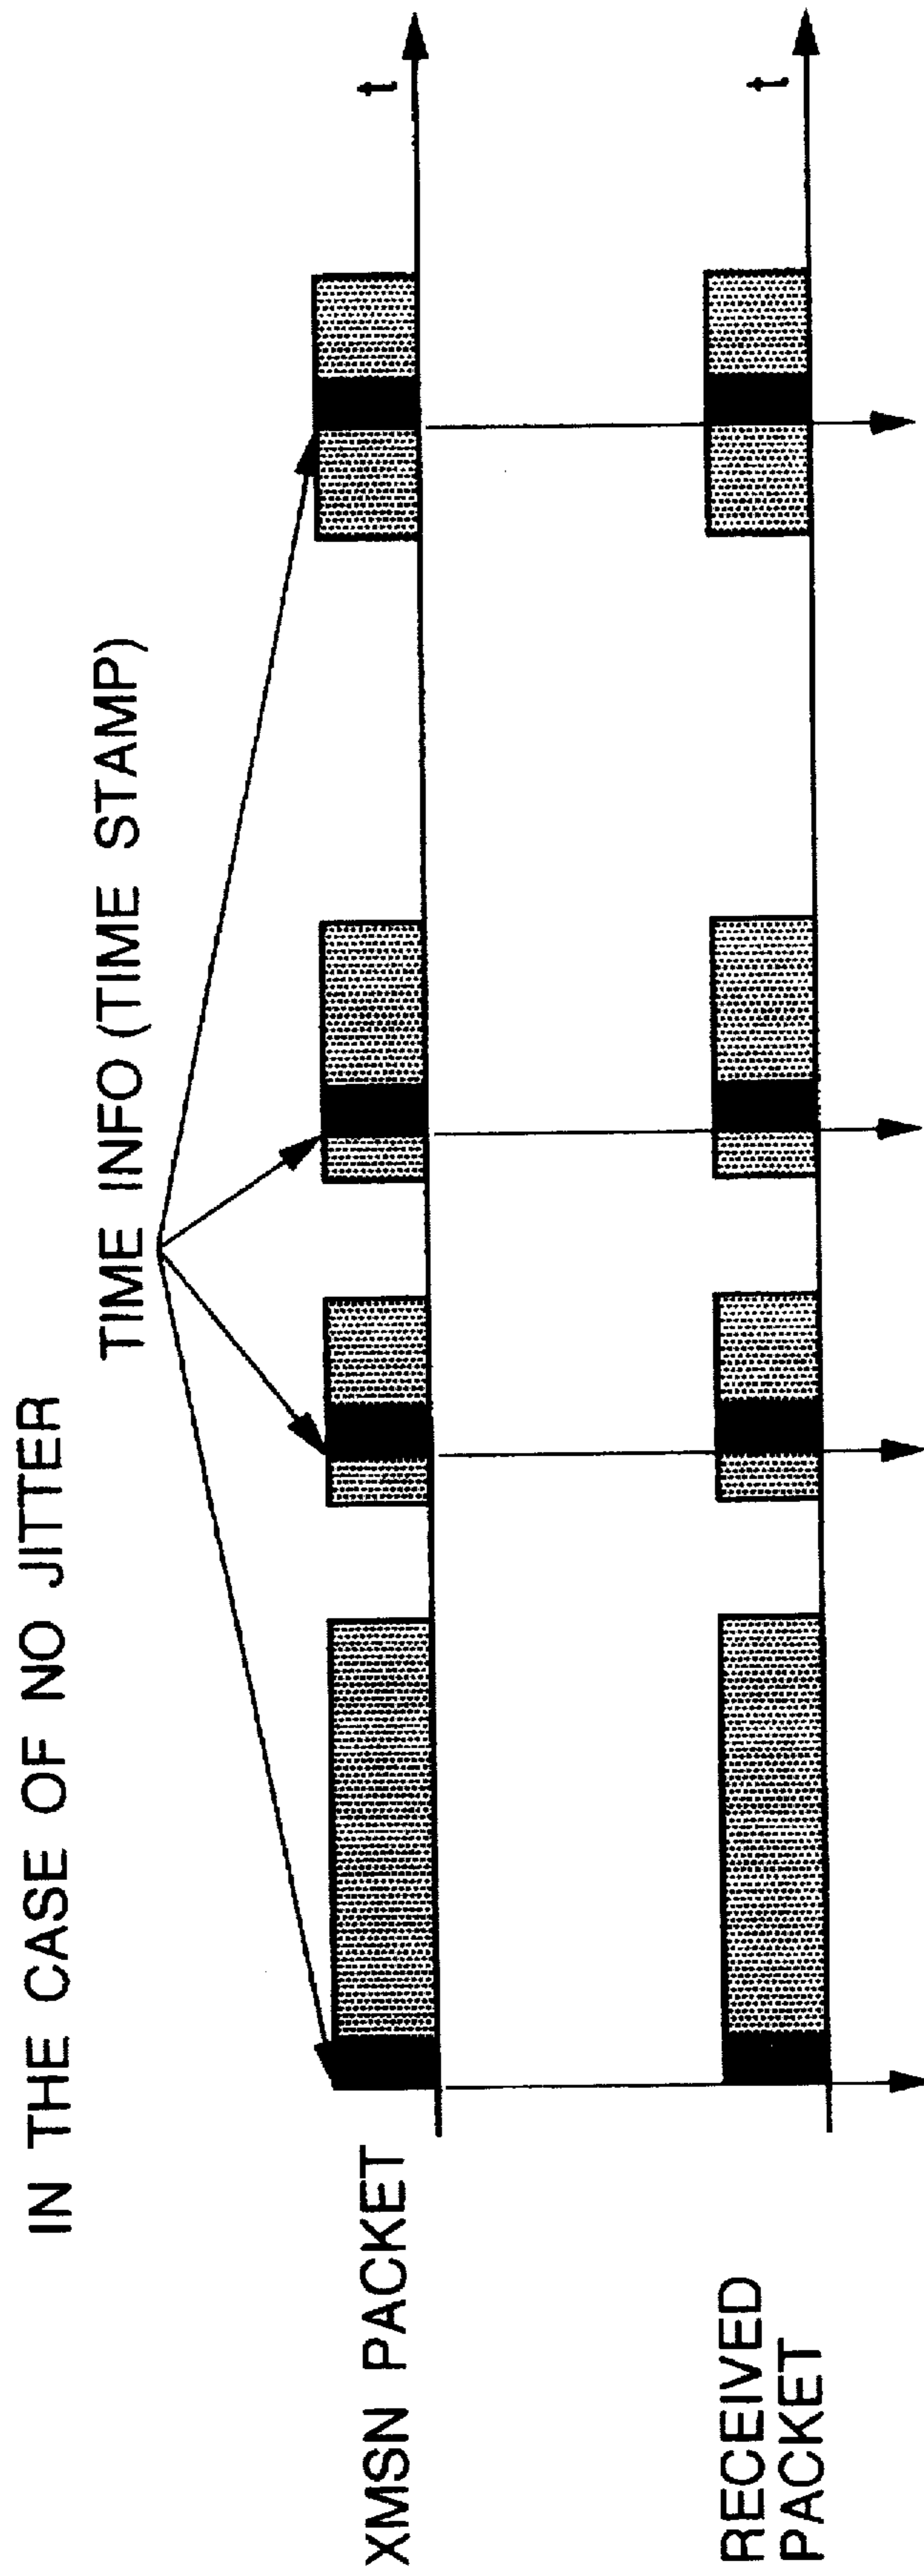 IN THE CASE OF NO JITTER
TIME INFO (TIME STAMP)
XMSN PACKET
t
RECEIVED
PACKET
t